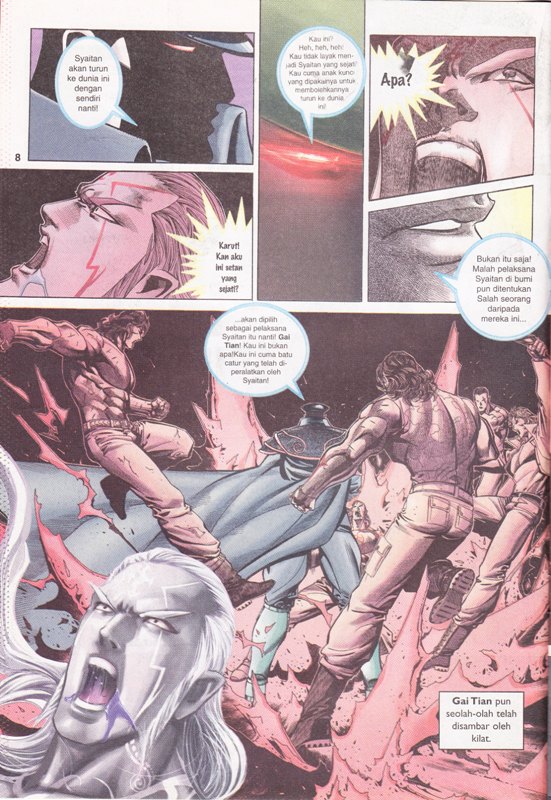 Syaitan
akan turun
ke dunia ini
dengan
sendiri
nanti!
Kau ini?
Heh, heh, heh!
Kau tidak layak men-
jadi Syaitan yang sejati!
Kau cuma anak kunci
yang dipakainya untuk
membolehkannya
turun ke dunia
ini!
Apa?
8
Karut!
Kan aku
ini setan
yang
sejati!?
Bukan itu saja!
Malah pelaksana
Syaitan di bumi
pun ditentukan
Salah seorang
daripada
mereka ini...
...akan dipilih
sebagai pelaksana
Syaitan itu nanti! Gai
Tian! Kau ini bukan
apa!Kau ini cuma batu
catur yang telah di-
peralatkan oleh
Syaitan!
Gai Tian pun
seolah-olah telah
disambar oleh
kilat.